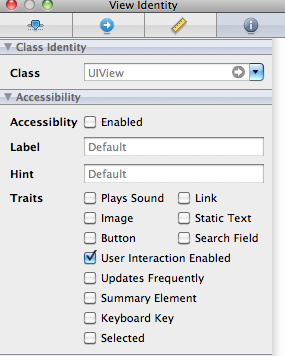 View Identity
Class Identity
Class UIView
Accessibility
Accessiblity Enabled
Label Default
Hint Default
Traits Plays Sound Link
Image Static Text
Button Search Field
User Interaction Enabled
Updates Frequently
Summary Element
Keyboard Key
Selected